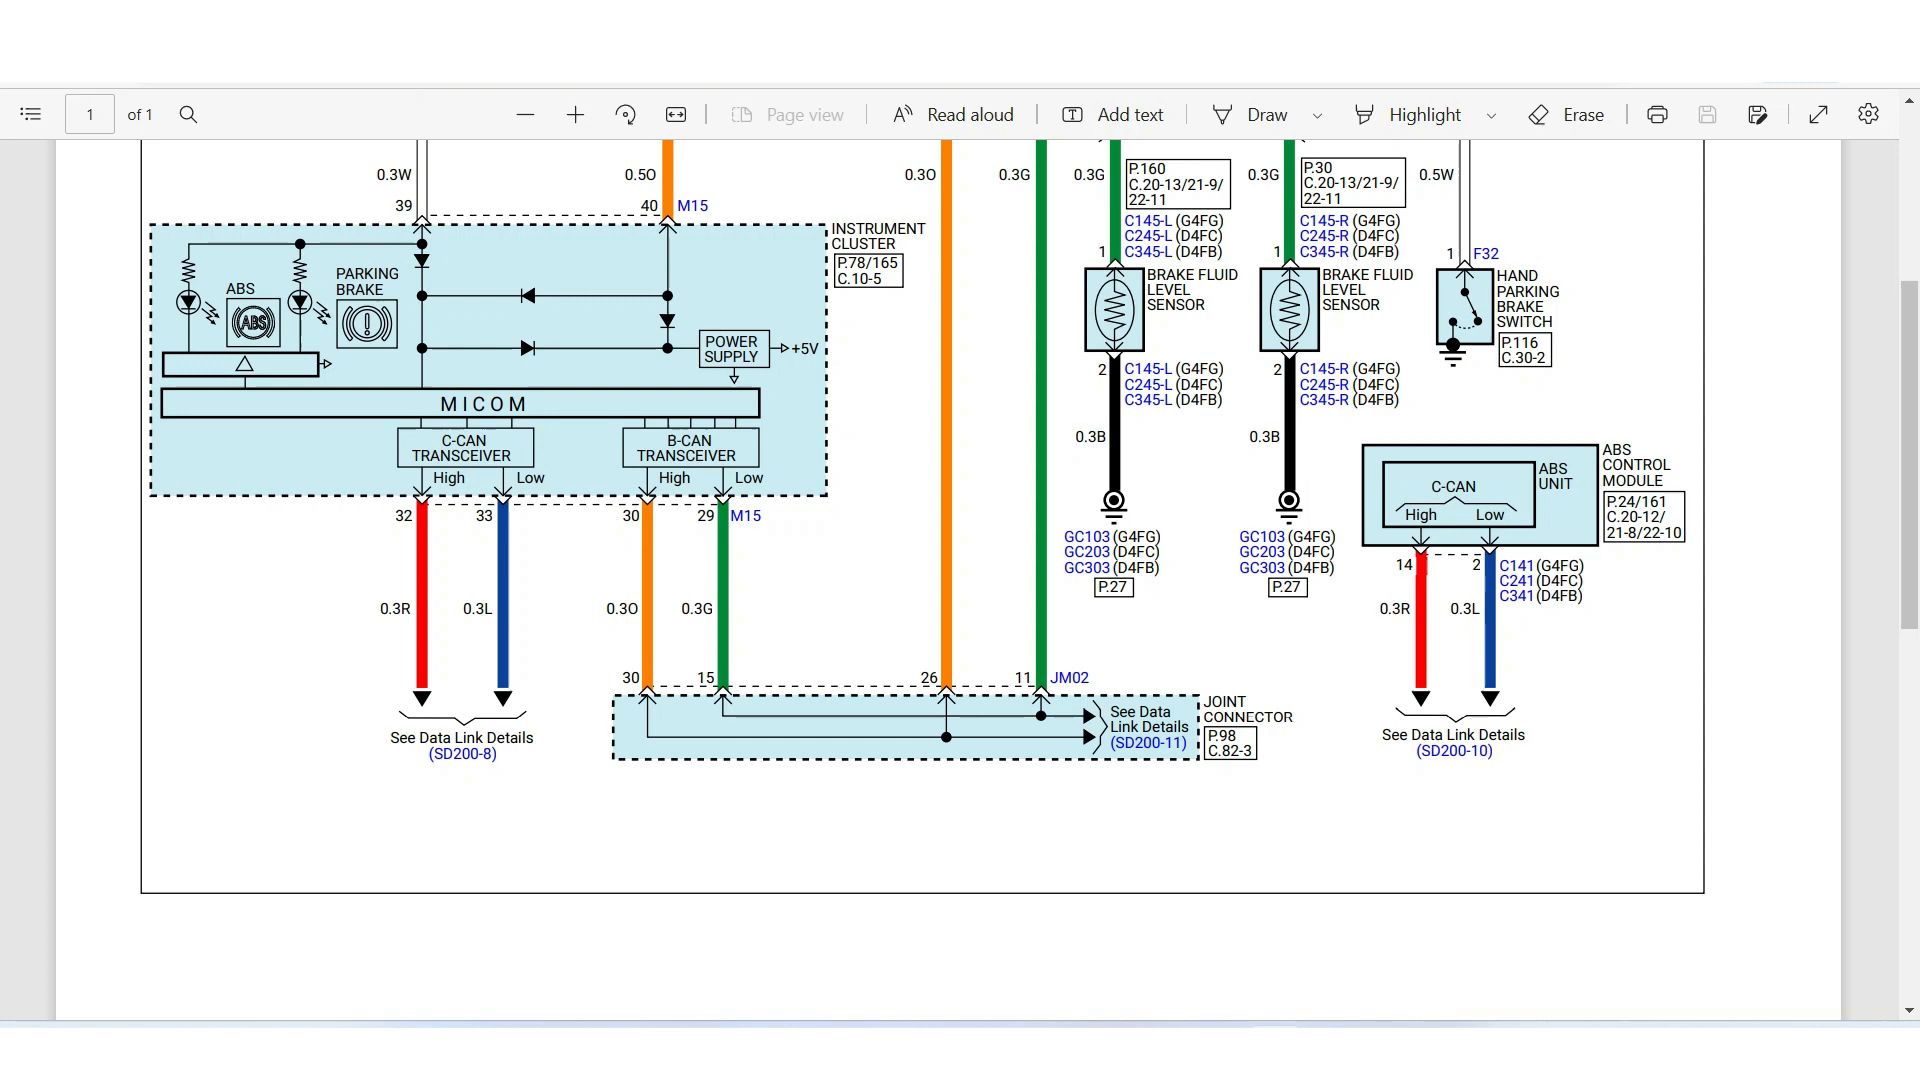 1
of 1
Page view
Read aloud
Add text
Draw
Highlight
Erase
0.3W
0.5O
0.3O
0.3G
0.3G
P.160
C.20-13/21-9/
22-11
0.3G
P.30
C.20-13/21-9/
22-11
0.5W
39
40
M15
C145-L (G4FG)
C245-L (D4FC)
C345-L (D4FB)
C145-R (G4FG)
C245-R (D4FC)
C345-R (D4FB)
1
1
1
F32
INSTRUMENT
CLUSTER
P.78/165
C.10-5
ABS
ABS
PARKING
BRAKE
POWER
SUPPLY
+5V
MICOM
C-CAN
TRANSCEIVER
B-CAN
TRANSCEIVER
High
Low
High
Low
BRAKE FLUID
LEVEL
SENSOR
BRAKE FLUID
LEVEL
SENSOR
HAND
PARKING
BRAKE
SWITCH
P.116
C.30-2
2
C145-L (G4FG)
C245-L (D4FC)
C345-L (D4FB)
2
C145-R (G4FG)
C245-R (D4FC)
C345-R (D4FB)
0.3B
0.3B
ABS
CONTROL
MODULE
P.24/161
C.20-12/
21-8/22-10
ABS
UNIT
C-CAN
High
Low
32
33
30
29
M15
GC103 (G4FG)
GC203 (D4FC)
GC303 (D4FB)
P.27
GC103 (G4FG)
GC203 (D4FC)
GC303 (D4FB)
P.27
14
2
C141 (G4FG)
C241 (D4FC)
C341 (D4FB)
0.3R
0.3L
0.3O
0.3G
0.3R
0.3L
30
15
26
11
JM02
See Data
Link Details
(SD200-11)
JOINT
CONNECTOR
P.98
C.82-3
See Data Link Details
(SD200-8)
See Data Link Details
(SD200-10)